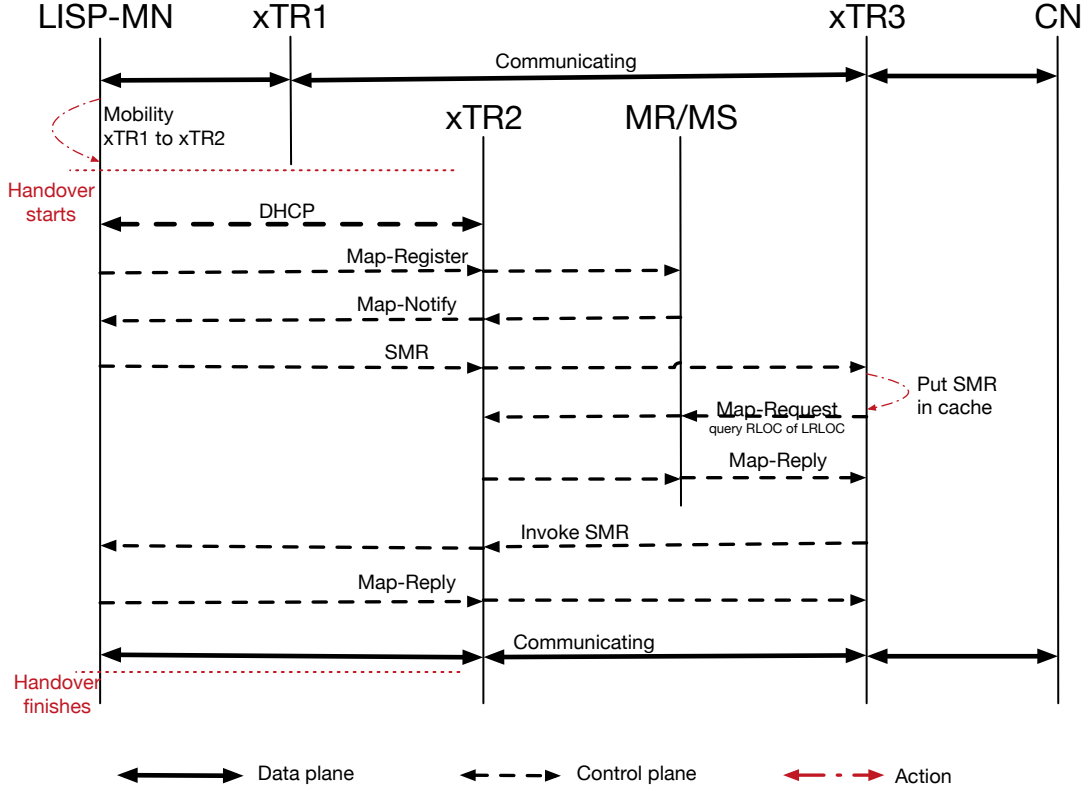 LISP-MN xTR1 xTR3 CN
Communicating
Mobility
xTR1 to xTR2
xTR2 MR/MS
Handover
starts
DHCP
Map-Register
Map-Notify
SMR
Put SMR
in cache
Map-Request
query RLOC of LRLOC
Map-Reply
Invoke SMR
Map-Reply
Communicating
Handover
finishes
Data plane Control plane Action